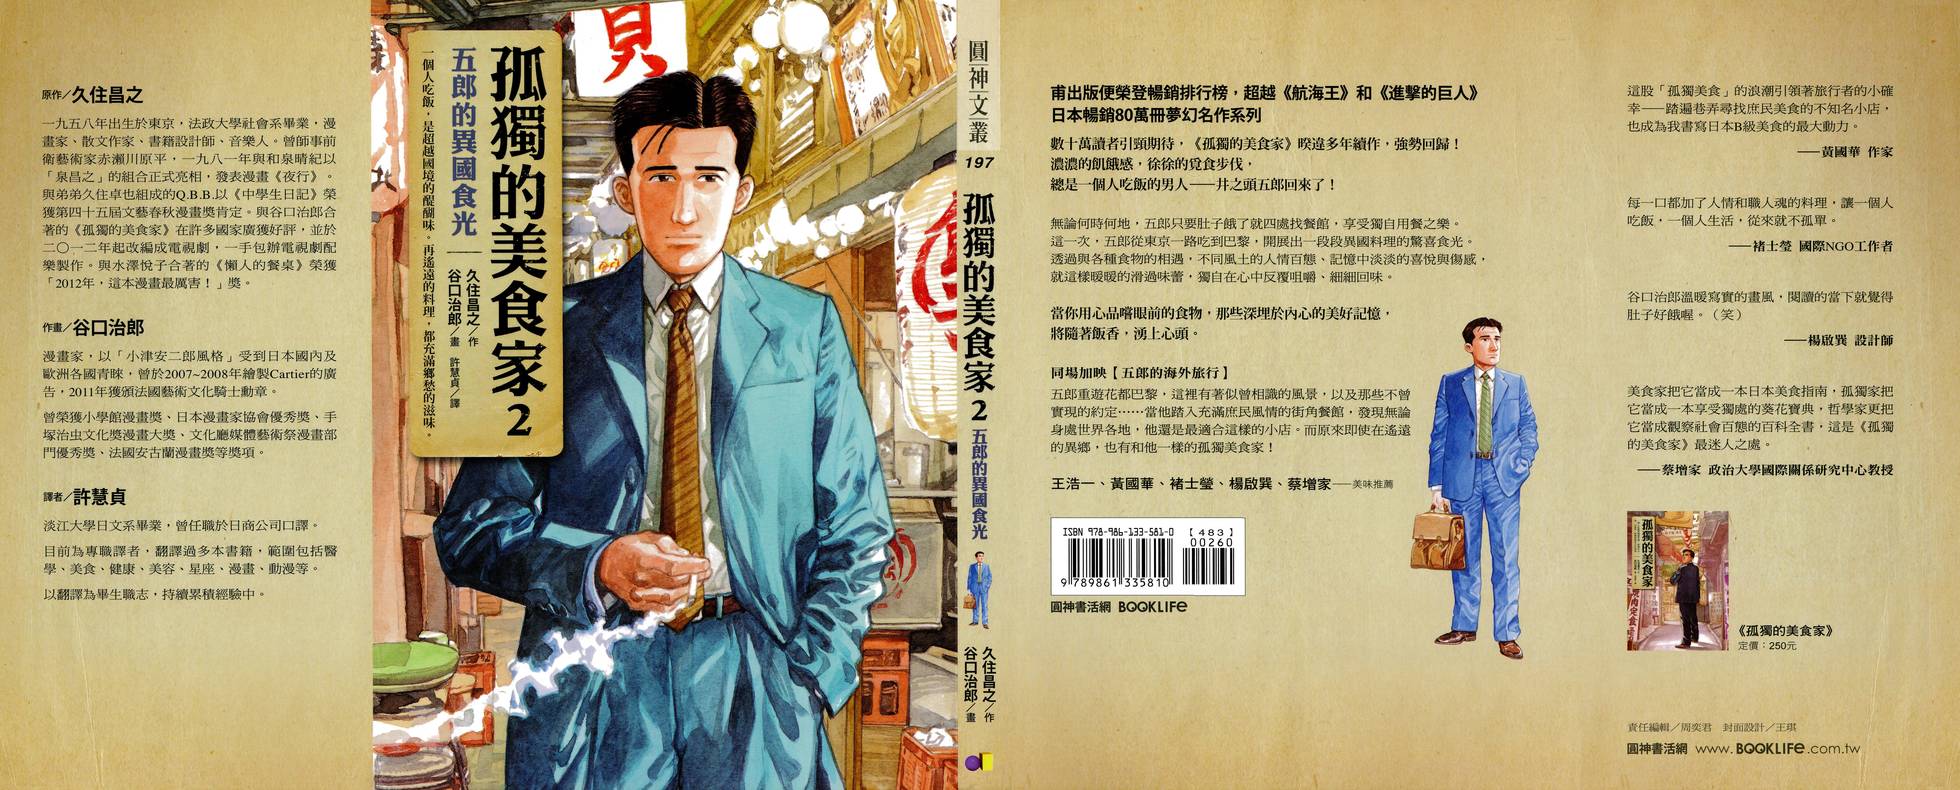 原作／久住昌之
一九五八年出生於東京，法政大學社會系畢業，漫
畫家、散文作家、書籍設計師、音樂人。曾師事前
衛藝術家赤瀨川原平，一九八一年與和泉晴紀以
「泉昌之」的組合正式亮相，發表漫畫《夜行》。
與弟弟久住卓也組成的Q.B.B.以《中學生日記》榮
獲第四十五屆文藝春秋漫畫獎肯定。與谷口治郎合
著的《孤獨的美食家》在許多國家廣獲好評，並於
二〇一二年起改編成電視劇，一手包辦電視劇配
樂製作。與水澤悅子合著的《懶人的餐桌》榮獲
「2012年，這本漫畫最厲害！」獎。
作畫／谷口治郎
漫畫家，以「小津安二郎風格」受到日本國內及
歐洲各國青睞，曾於2007~2008年繪製Cartier的廣
告，2011年獲頒法國藝術文化騎士勳章。
曾榮獲小學館漫畫獎、日本漫畫家協會優秀獎、手
塚治虫文化獎漫畫大獎、文化廳媒體藝術祭漫畫部
門優秀獎、法國安古蘭漫畫獎等獎項。
譯者／許慧貞
淡江大學日文系畢業，曾任職於日商公司口譯。
目前為專職譯者，翻譯過多本書籍，範圍包括醫
學、美食、健康、美容、星座、漫畫、動漫等。
以翻譯為畢生職志，持續累積經驗中。
孤獨的美食家2
五郎的異國食光
久住昌之／作
谷口治郎／畫 許慧貞／譯
一個人吃飯，是超越國境的醍醐味。再遙遠的料理，都充滿鄉愁的滋味。
圓神文叢
197
孤獨的美食家2
五郎的異國食光
久住昌之／作
谷口治郎／畫
甫出版便榮登暢銷排行榜，超越《航海王》和《進擊的巨人》
日本暢銷80萬冊夢幻名作系列
數十萬讀者引頸期待，《孤獨的美食家》暌違多年續作，強勢回歸！
濃濃的飢餓感，徐徐的覓食步伐，
總是一個人吃飯的男人——井之頭五郎回來了！
無論何時何地，五郎只要肚子餓了就四處找餐館，享受獨自用餐之樂。
這一次，五郎從東京一路吃到巴黎，開展出一段段異國料理的驚喜食光。
透過與各種食物的相遇，不同風土的人情百態、記憶中淡淡的喜悅與傷感，
就這樣暖暖的滑過味蕾，獨自在心中反覆咀嚼、細細回味。
當你用心品嚐眼前的食物，那些深埋於內心的美好記憶，
將隨著飯香，湧上心頭。
同場加映【五郎的海外旅行】
五郎重遊花都巴黎，這裡有著似曾相識的風景，以及那些不曾
實現的約定……當他踏入充滿庶民風情的街角餐館，發現無論
身處世界各地，他還是最適合這樣的小店。而原來即使在遙遠
的異鄉，也有和他一樣的孤獨美食家！
王浩一、黃國華、褚士瑩、楊啟巽、蔡增家——美味推薦
ISBN 978-986-133-581-0 【483】
00260
9 789861 335810
圓神書活網 BOOKLIFE
這股「孤獨美食」的浪潮引領著旅行者的小確
幸——踏遍巷弄尋找庶民美食的不知名小店，
也成為我書寫日本B級美食的最大動力。
——黃國華 作家
每一口都加了人情和職人魂的料理，讓一個人
吃飯，一個人生活，從來就不孤單。
——褚士瑩 國際NGO工作者
谷口治郎溫暖寫實的畫風，閱讀的當下就覺得
肚子好餓喔。（笑）
——楊啟巽 設計師
美食家把它當成一本日本美食指南，孤獨家把
它當成一本享受獨處的葵花寶典，哲學家更把
它當成觀察社會百態的百科全書，這是《孤獨
的美食家》最迷人之處。
——蔡增家 政治大學國際關係研究中心教授
孤獨的美食家
《孤獨的美食家》
定價：250元
責任編輯／周奕君 封面設計／王琪
圓神書活網 www.BOOKLIFE.com.tw